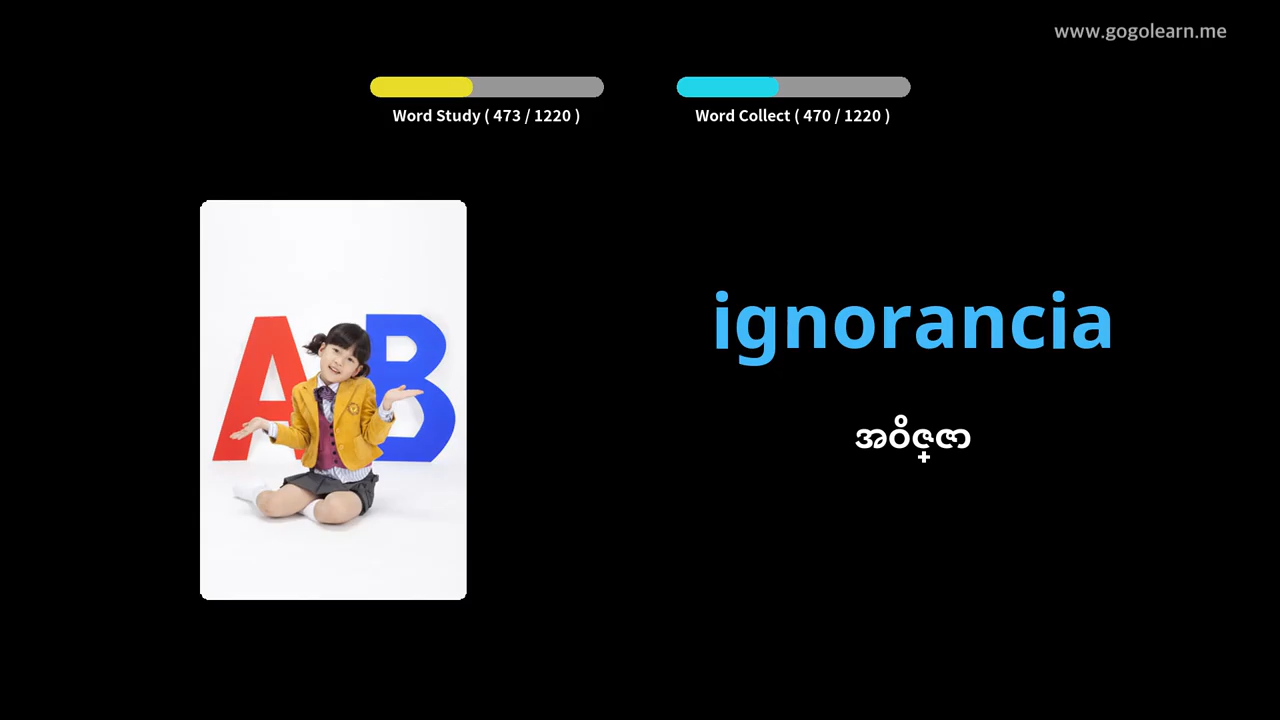 www.gogolearn.me
Word Study ( 473 / 1220 )
Word Collect ( 470 / 1220 )
A B
ignorancia
အဝိဇ္ဇာ